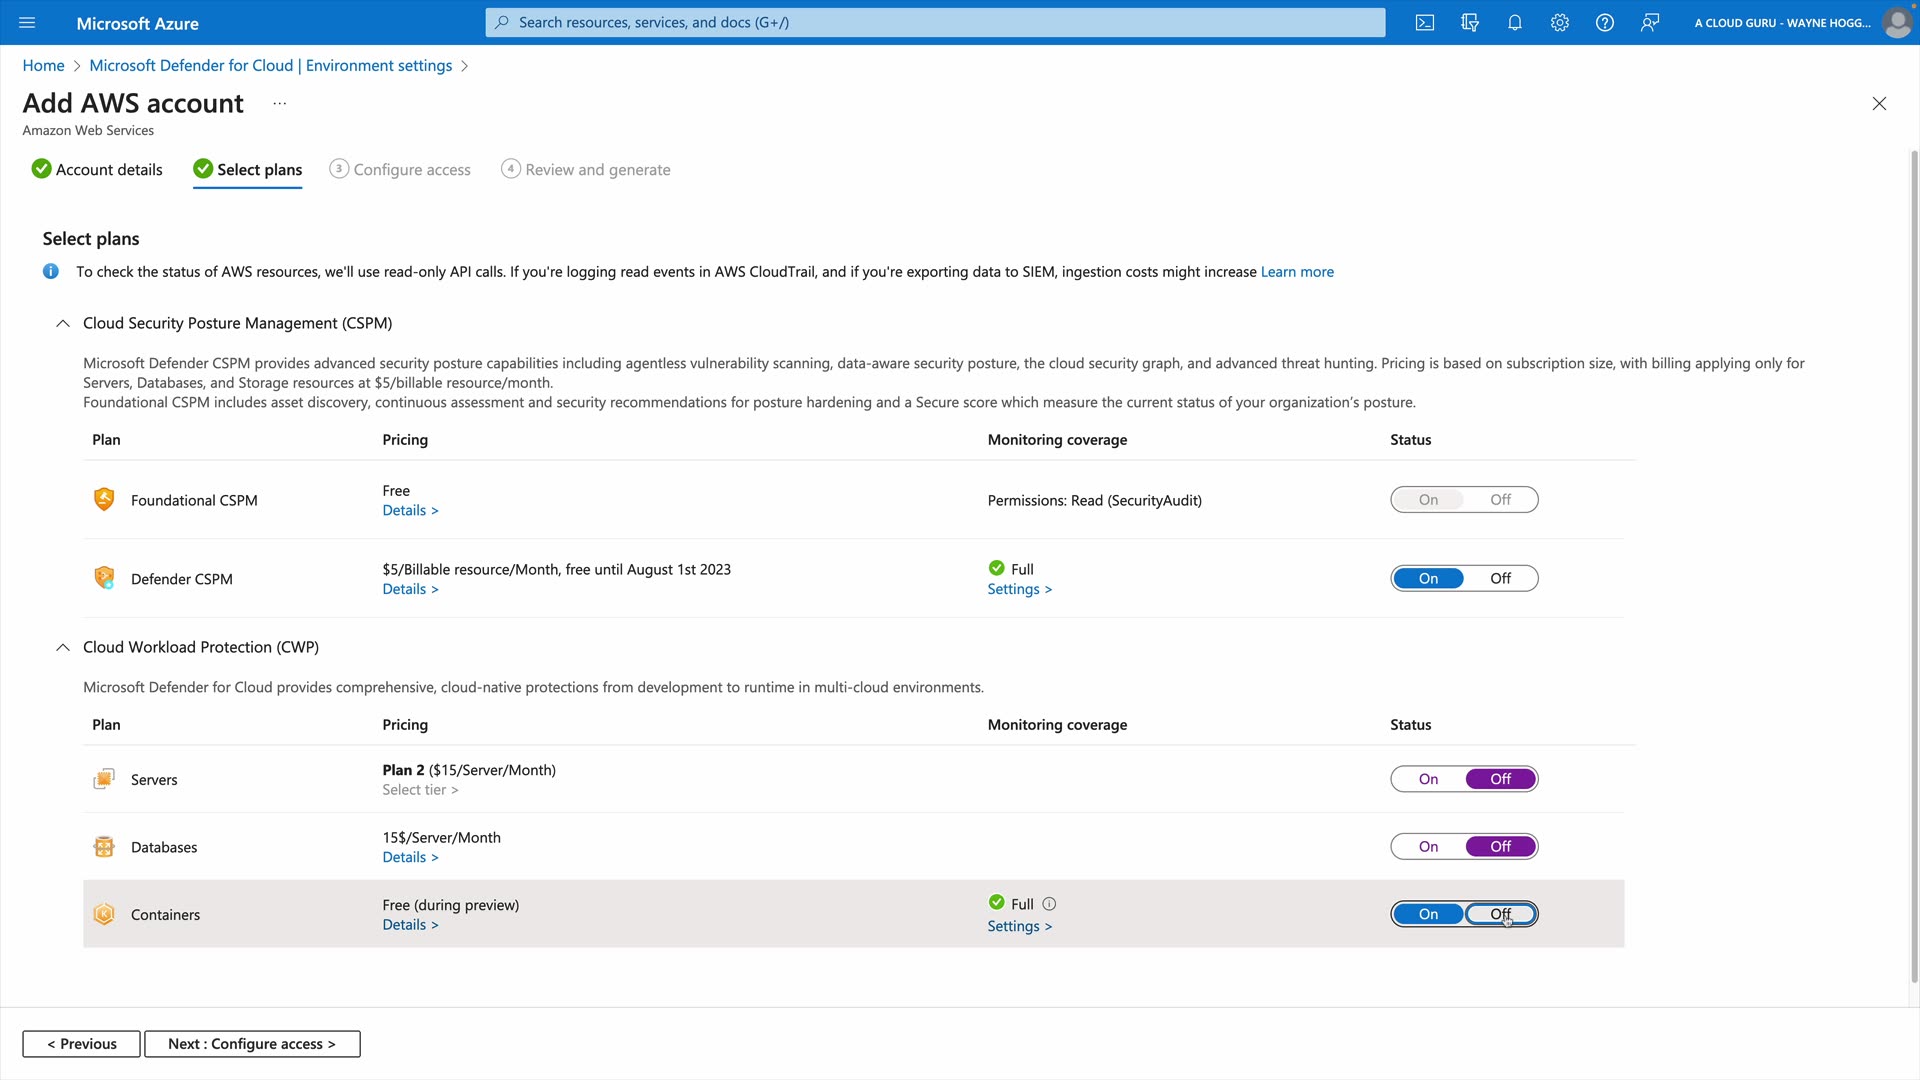 Microsoft Azure
Search resources, services, and docs (G+/)
A CLOUD GURU - WAYNE HOGG...
Home > Microsoft Defender for Cloud | Environment settings >
Add AWS account ...
Amazon Web Services
Account details
Select plans
3 Configure access
4 Review and generate
Select plans
To check the status of AWS resources, we'll use read-only API calls. If you're logging read events in AWS CloudTrail, and if you're exporting data to SIEM, ingestion costs might increase Learn more
Cloud Security Posture Management (CSPM)
Microsoft Defender CSPM provides advanced security posture capabilities including agentless vulnerability scanning, data-aware security posture, the cloud security graph, and advanced threat hunting. Pricing is based on subscription size, with billing applying only for
Servers, Databases, and Storage resources at $5/billable resource/month.
Foundational CSPM includes asset discovery, continuous assessment and security recommendations for posture hardening and a Secure score which measure the current status of your organization's posture.
Plan Pricing Monitoring coverage Status
Foundational CSPM
Free
Details >
Permissions: Read (SecurityAudit)
On Off
Defender CSPM
$5/Billable resource/Month, free until August 1st 2023
Details >
Full
Settings >
On Off
Cloud Workload Protection (CWP)
Microsoft Defender for Cloud provides comprehensive, cloud-native protections from development to runtime in multi-cloud environments.
Plan Pricing Monitoring coverage Status
Servers
Plan 2 ($15/Server/Month)
Select tier >
On Off
Databases
15$/Server/Month
Details >
On Off
Containers
Free (during preview)
Details >
Full
Settings >
On Off
< Previous
Next : Configure access >